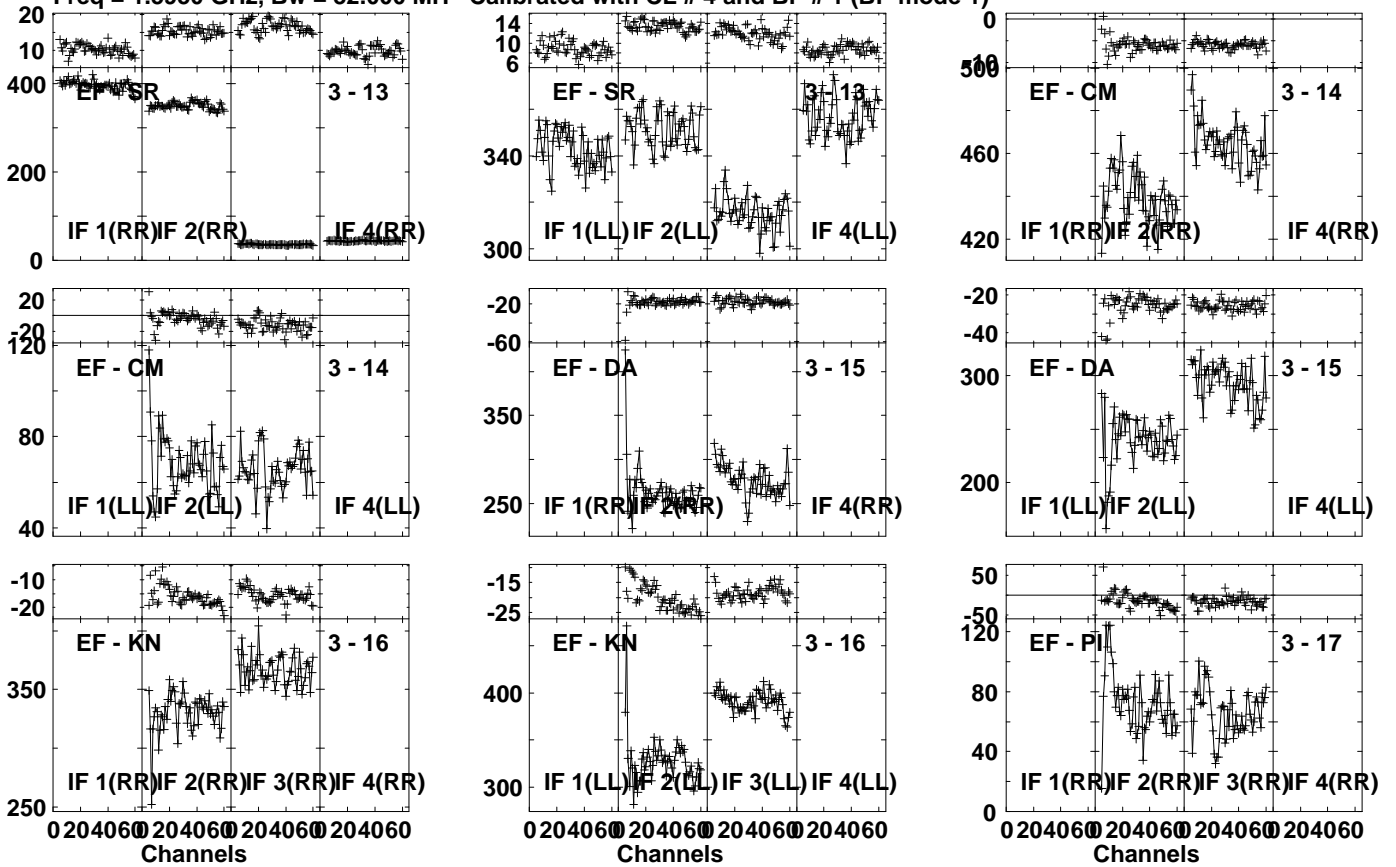 Calibrated with CL # 4 and BP # 1 (BP mode 1)
20
10
400
200
0
EF - SR
3 - 13
IF 1(RR) IF 2(RR) IF 4(RR)
14
10
6
340
300
EF - SR
3 - 13
IF 1(LL) IF 2(LL) IF 4(LL)
0
-10
500
460
420
EF - CM
3 - 14
IF 1(RR) IF 2(RR) IF 4(RR)
20
-20
120
80
40
EF - CM
3 - 14
IF 1(LL) IF 2(LL) IF 4(LL)
-20
-60
350
250
EF - DA
3 - 15
IF 1(RR) IF 2(RR) IF 4(RR)
-20
-40
300
200
EF - DA
3 - 15
IF 1(LL) IF 2(LL) IF 4(LL)
-10
-20
350
250
EF - KN
3 - 16
IF 1(RR) IF 2(RR) IF 3(RR) IF 4(RR)
0 20 40 60 0 20 40 60 0 20 40 60 0 20 40 60
Channels
-15
-25
400
300
EF - KN
3 - 16
IF 1(LL) IF 2(LL) IF 3(LL) IF 4(LL)
0 20 40 60 0 20 40 60 0 20 40 60 0 20 40 60
Channels
50
-50
120
80
40
0
EF - PI
3 - 17
IF 1(RR) IF 2(RR) IF 3(RR) IF 4(RR)
0 20 40 60 0 20 40 60 0 20 40 60 0 20 40 60
Channels